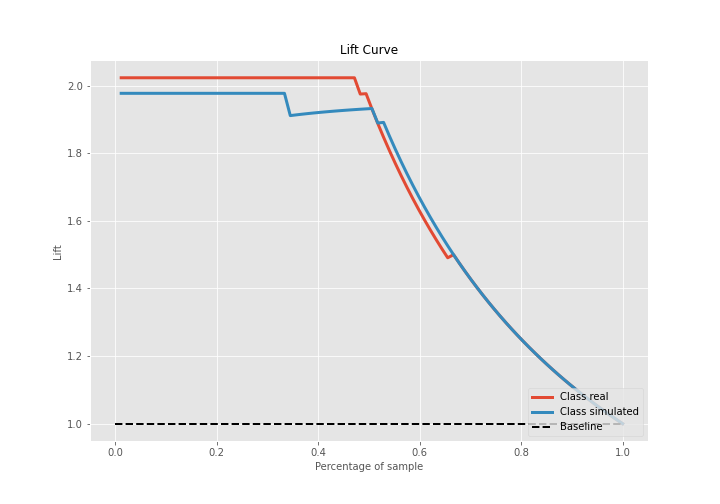 Lift Curve
Lift
2.0
1.8
1.6
1.4
1.2
1.0
0.0
0.2
0.4
0.6
0.8
1.0
Percentage of sample
Class real
Class simulated
Baseline